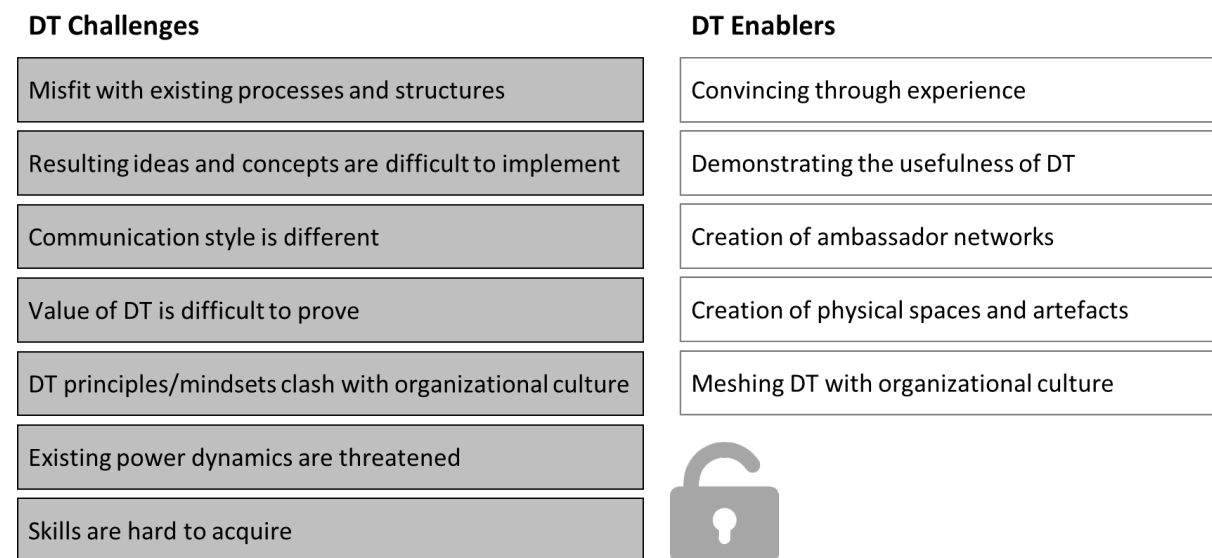 DT Challenges
Misfit with existing processes and structures
Resulting ideas and concepts are difficult to implement
Communication style is different
Value of DT is difficult to prove
DT principles/mindsets clash with organizational culture
Existing power dynamics are threatened
Skills are hard to acquire
DT Enablers
Convincing through experience
Demonstrating the usefulness of DT
Creation of ambassador networks
Creation of physical spaces and artefacts
Meshing DT with organizational culture